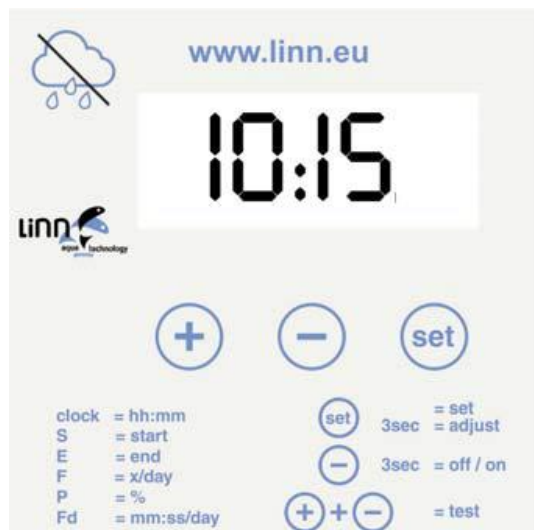 www.linn.eu
10:15
LiNN
aqua technology
+ − set
clock = hh:mm
S = start
E = end
F = x/day
P = %
Fd = mm:ss/day
set 3sec = set
= adjust
− 3sec = off / on
+ + − = test